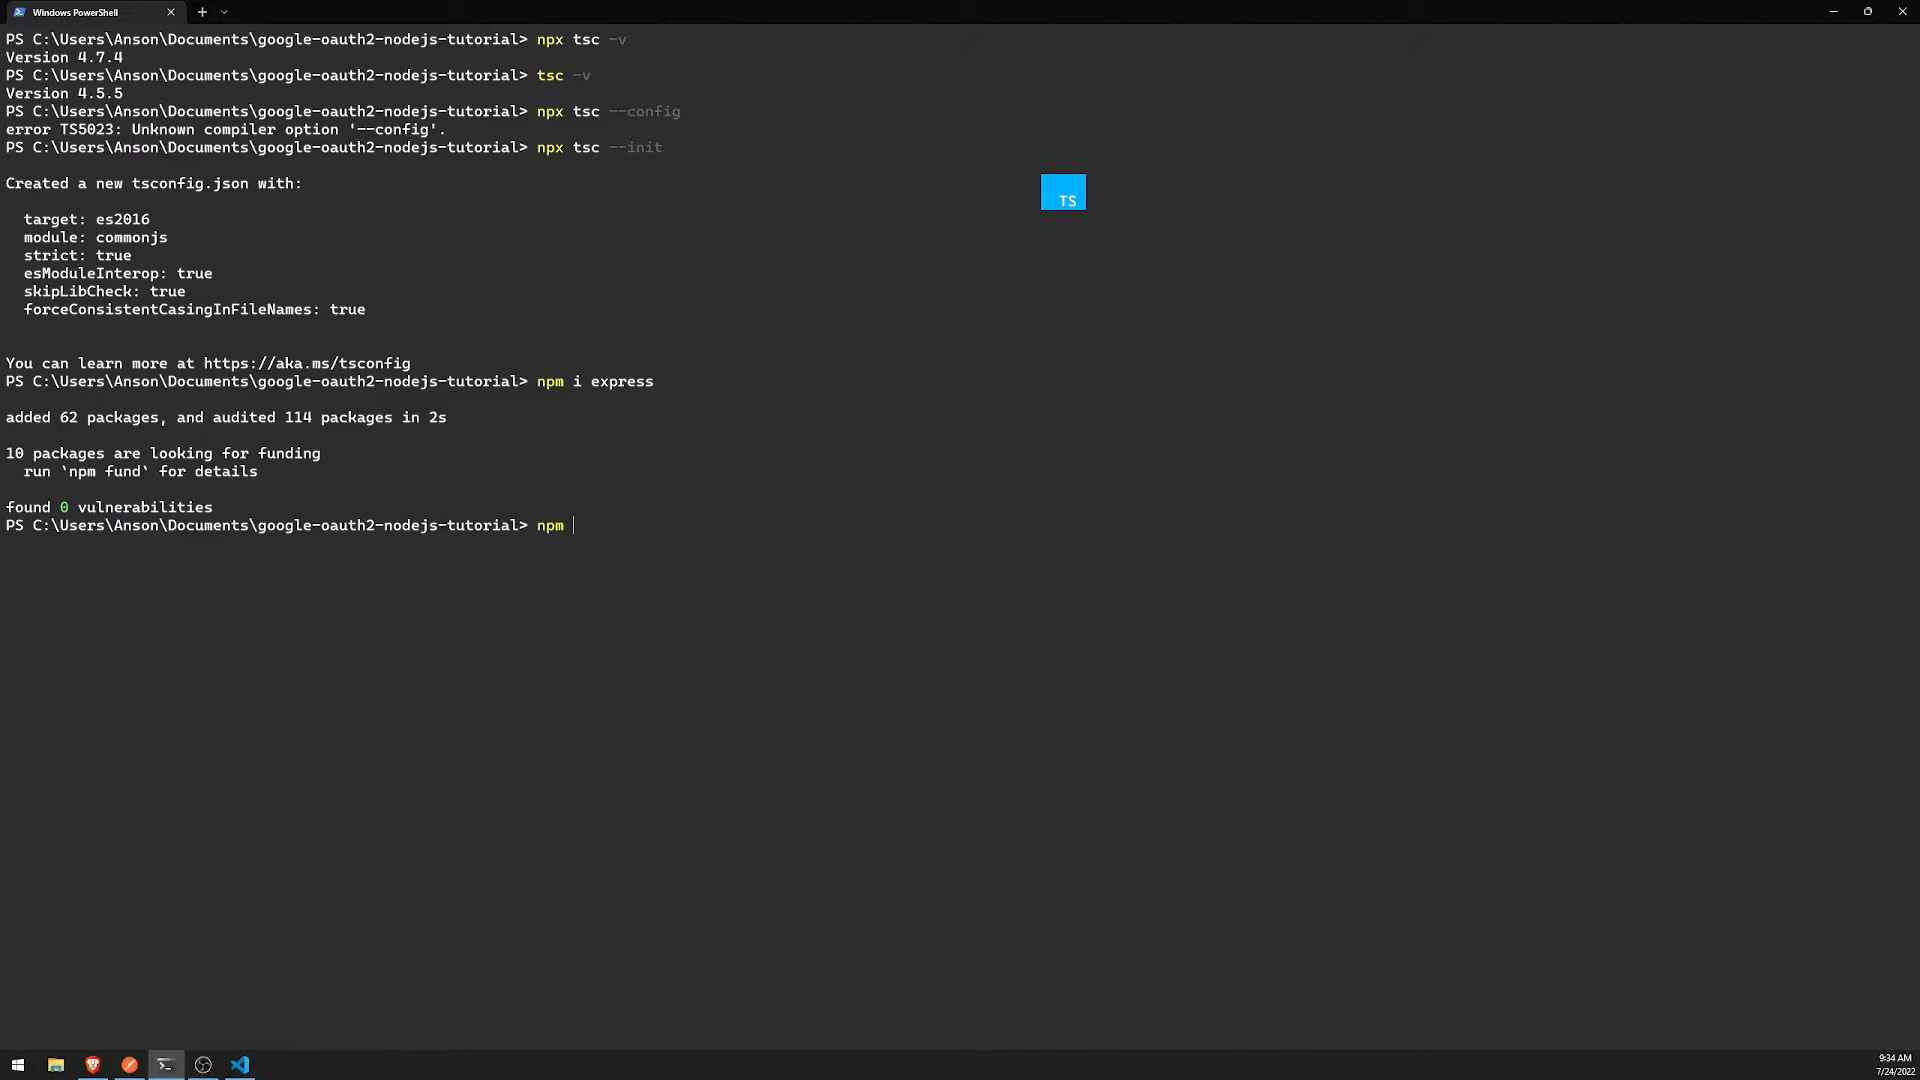 Windows PowerShell
PS C:\Users\Anson\Documents\google-oauth2-nodejs-tutorial> npx tsc -v
Version 4.7.4
PS C:\Users\Anson\Documents\google-oauth2-nodejs-tutorial> tsc -v
Version 4.5.5
PS C:\Users\Anson\Documents\google-oauth2-nodejs-tutorial> npx tsc --config
error TS5023: Unknown compiler option '--config'.
PS C:\Users\Anson\Documents\google-oauth2-nodejs-tutorial> npx tsc --init
Created a new tsconfig.json with:
TS
target: es2016
module: commonjs
strict: true
esModuleInterop: true
skipLibCheck: true
forceConsistentCasingInFileNames: true
You can learn more at https://aka.ms/tsconfig
PS C:\Users\Anson\Documents\google-oauth2-nodejs-tutorial> npm i express
added 62 packages, and audited 114 packages in 2s
10 packages are looking for funding
run `npm fund` for details
found 0 vulnerabilities
PS C:\Users\Anson\Documents\google-oauth2-nodejs-tutorial> npm
9:34 AM
7/24/2022